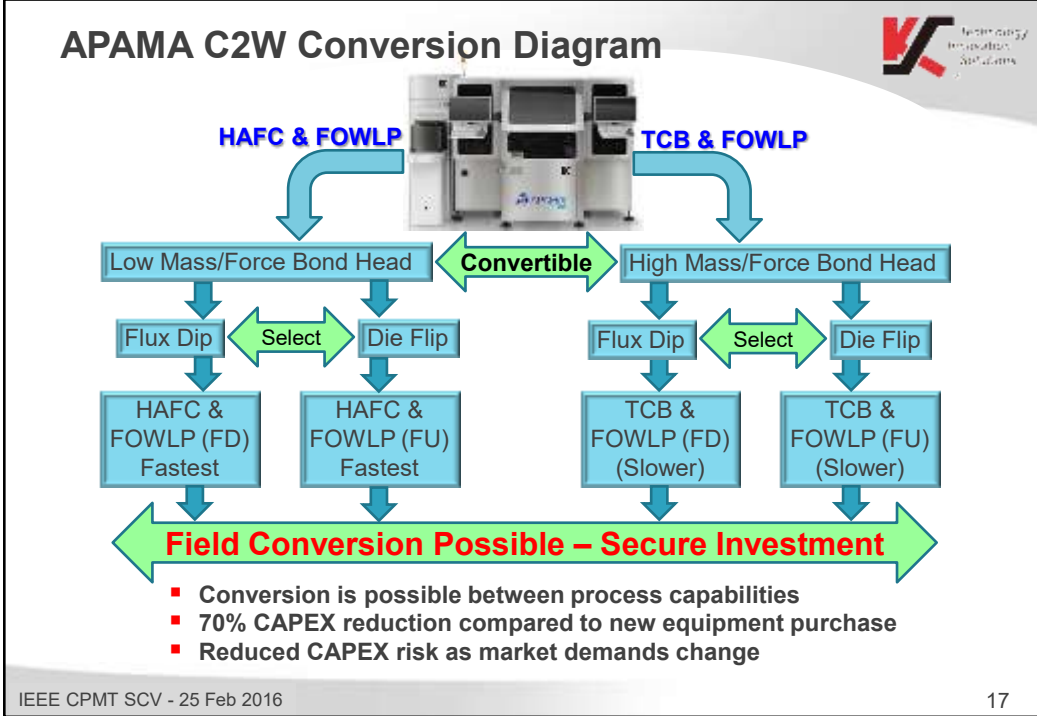 APAMA C2W Conversion Diagram
Technology
Innovation
Solutions
HAFC & FOWLP
TCB & FOWLP
APAMA
Low Mass/Force Bond Head
Convertible
High Mass/Force Bond Head
Flux Dip
Select
Die Flip
Flux Dip
Select
Die Flip
HAFC &
FOWLP (FD)
Fastest
HAFC &
FOWLP (FU)
Fastest
TCB &
FOWLP (FD)
(Slower)
TCB &
FOWLP (FU)
(Slower)
Field Conversion Possible – Secure Investment
Conversion is possible between process capabilities
70% CAPEX reduction compared to new equipment purchase
Reduced CAPEX risk as market demands change
IEEE CPMT SCV - 25 Feb 2016
17